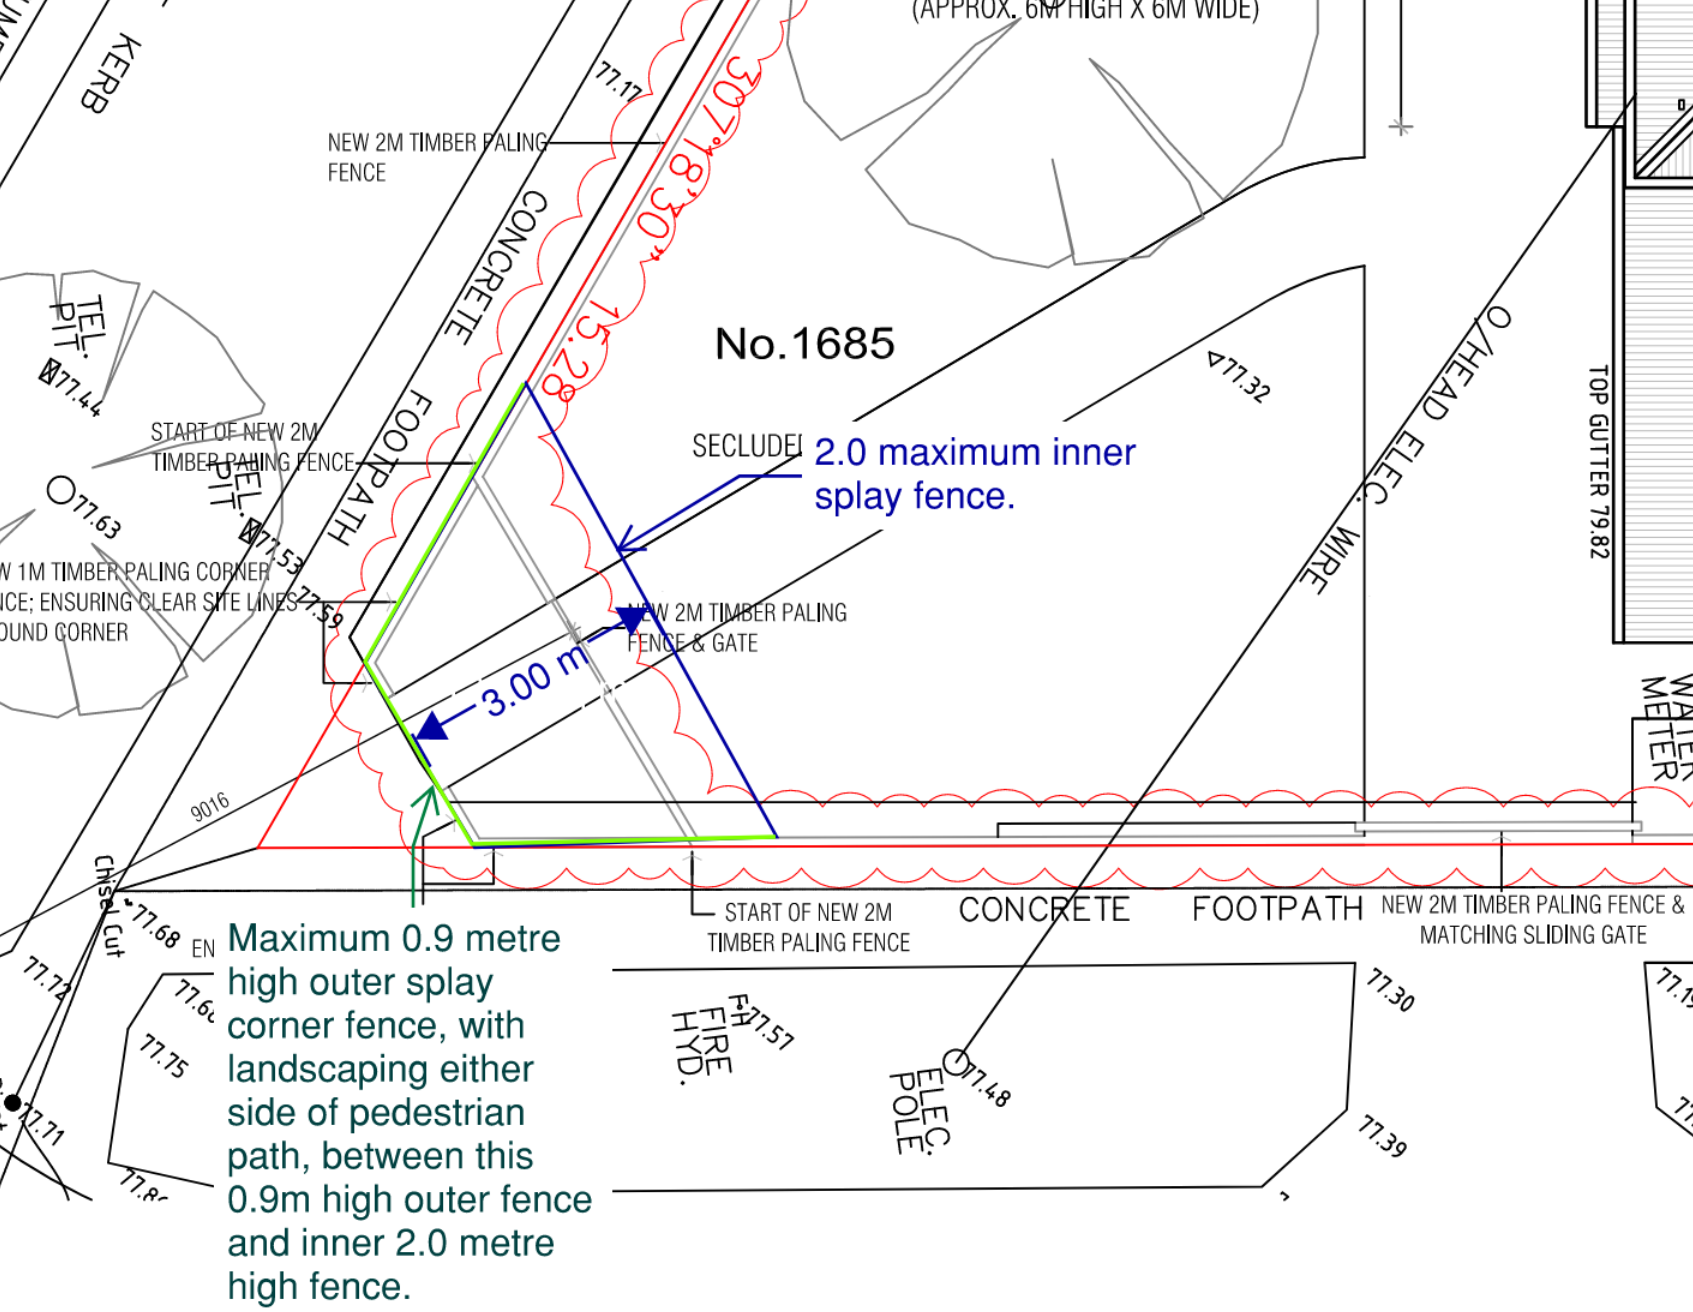 (APPROX. 6M HIGH X 6M WIDE)
KERB
77.17
307°18'30"
15.28
NEW 2M TIMBER PALING
FENCE
CONCRETE
FOOTPATH
No.1685
O/HEAD ELEC. WIRE
77.32
TOP GUTTER 79.82
TEL.
PIT
77.44
START OF NEW 2M
TIMBER PALING FENCE
TEL.
PIT
77.63
77.53
77.59
2.0 maximum inner
splay fence.
1M TIMBER PALING CORNER
ENSURING CLEAR SITE LINES
CORNER
NEW 2M TIMBER PALING
FENCE & GATE
3.00 m
9016
WATER
METER
Chisel Cut
77.68
77.72
START OF NEW 2M
TIMBER PALING FENCE
CONCRETE FOOTPATH
NEW 2M TIMBER PALING FENCE &
MATCHING SLIDING GATE
Maximum 0.9 metre
high outer splay
corner fence, with
landscaping either
side of pedestrian
path, between this
0.9m high outer fence
and inner 2.0 metre
high fence.
77.75
77.71
FH
77.57
FIRE
HYD.
ELEC.
POLE
77.48
77.30
77.39